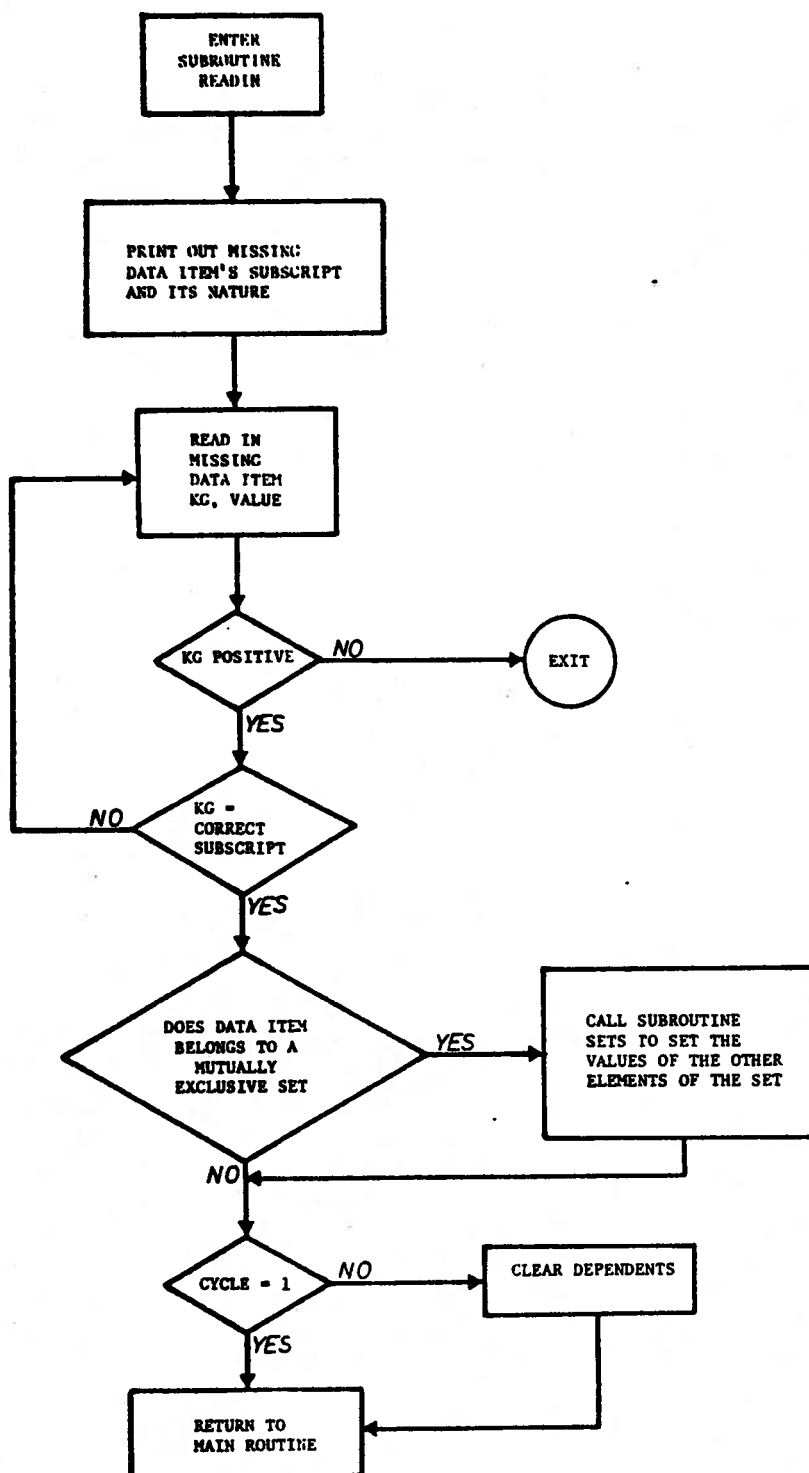 ENTER
SUBROUTINE
READIN
PRINT OUT MISSING
DATA ITEM'S SUBSCRIPT
AND ITS NATURE
READ IN
MISSING
DATA ITEM
KG, VALUE
KG POSITIVE
NO
EXIT
YES
KG =
CORRECT
SUBSCRIPT
NO
YES
DOES DATA ITEM
BELONGS TO A
MUTUALLY
EXCLUSIVE SET
YES
CALL SUBROUTINE
SETS TO SET THE
VALUES OF THE OTHER
ELEMENTS OF THE SET
NO
CYCLE = 1
NO
CLEAR DEPENDENTS
YES
RETURN TO
MAIN ROUTINE